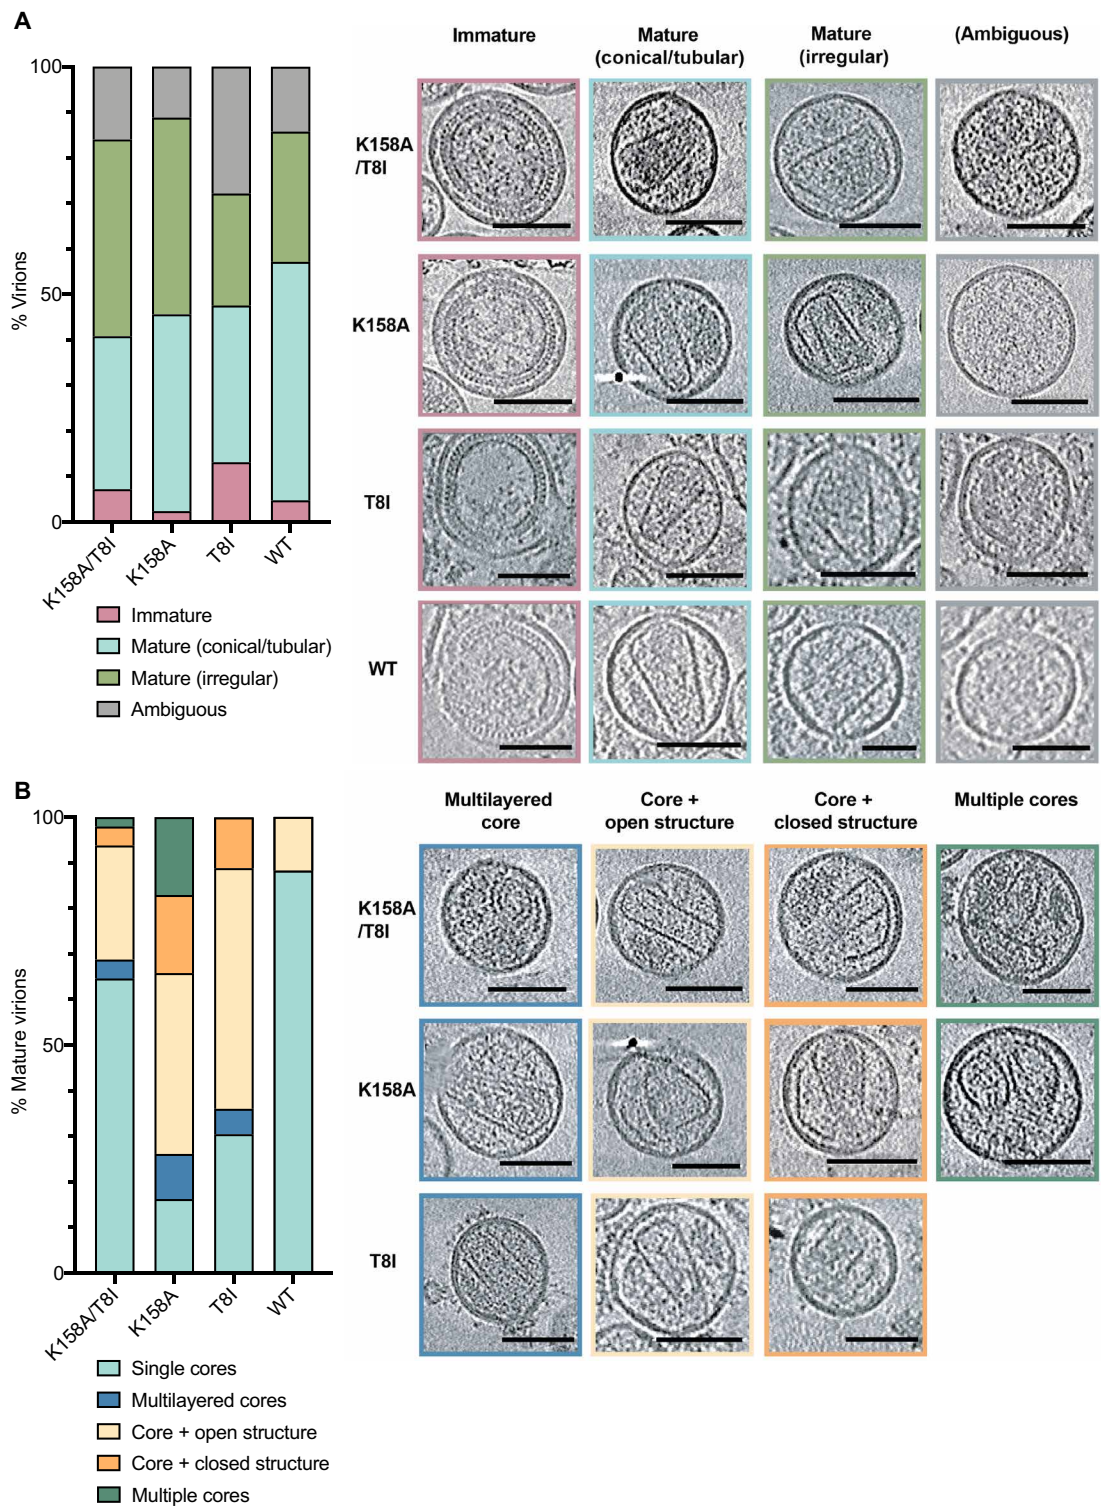 A
Immature
Mature
(conical/tubular)
Mature
(irregular)
(Ambiguous)
100
50
0
% Virions
K158A/T8I
K158A
T8I
WT
Immature
Mature (conical/tubular)
Mature (irregular)
Ambiguous
K158A
/T8I
K158A
T8I
WT
B
Multilayered
core
Core +
open structure
Core +
closed structure
Multiple cores
100
50
0
% Mature virions
K158A/T8I
K158A
T8I
WT
Single cores
Multilayered cores
Core + open structure
Core + closed structure
Multiple cores
K158A
/T8I
K158A
T8I